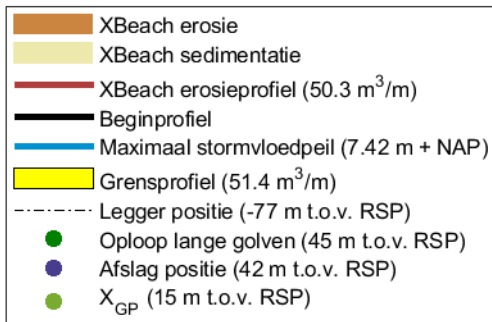 XBeach erosie
XBeach sedimentatie
XBeach erosieprofiel (50.3 m³/m)
Beginprofiel
Maximaal stormvloedpeil (7.42 m + NAP)
Grensprofiel (51.4 m³/m)
Legger positie (-77 m t.o.v. RSP)
Oploop lange golven (45 m t.o.v. RSP)
Afslag positie (42 m t.o.v. RSP)
X_GP (15 m t.o.v. RSP)